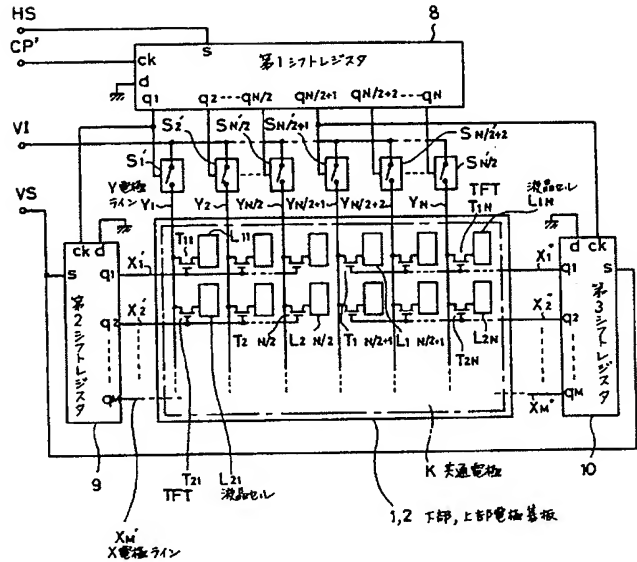 HS
CP'
VI
VS
8
s
ck
d
第1シフトレジスタ
q1 q2 ---- qN/2 qN/2+1 qN/2+2 --- qN
S1' S2' SN/2' SN/2+1' SN/2+2' SN/2'
Y電極
ライン
Y1 Y2 YN/2 YN/2+1 YN/2+2 YN
TFT
T1N
液晶セル
L1N
T11 L11
ck d
s q1
第2シフトレジスタ
q2
qM
X1'
X2'
d ck
q1 s
第3シフトレジスタ
q2
qM
X1"
X2"
XM"
T2 N/2 L2 N/2 T1 N/2+1 L1 N/2+1 T2N L2N
9
10
K 共通電極
T21
TFT
L21
液晶セル
1,2 下部,上部電極基板
XM'
X電極ライン